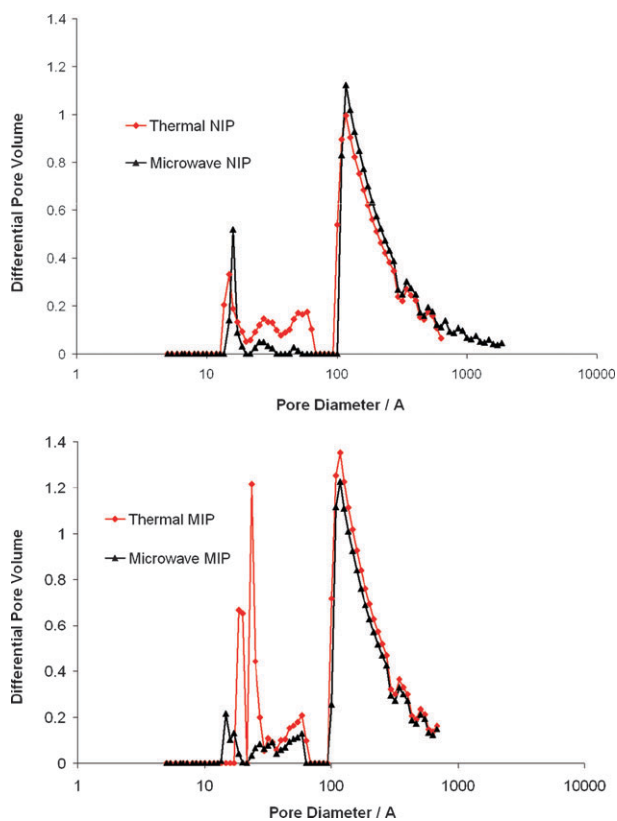 1.4
1.2
1
0.8
0.6
0.4
0.2
0
Differential Pore Volume
Thermal NIP
Microwave NIP
1 10 100 1000 10000
Pore Diameter / A
1.4
1.2
1
0.8
0.6
0.4
0.2
0
Differential Pore Volume
Thermal MIP
Microwave MIP
1 10 100 1000 10000
Pore Diameter / A